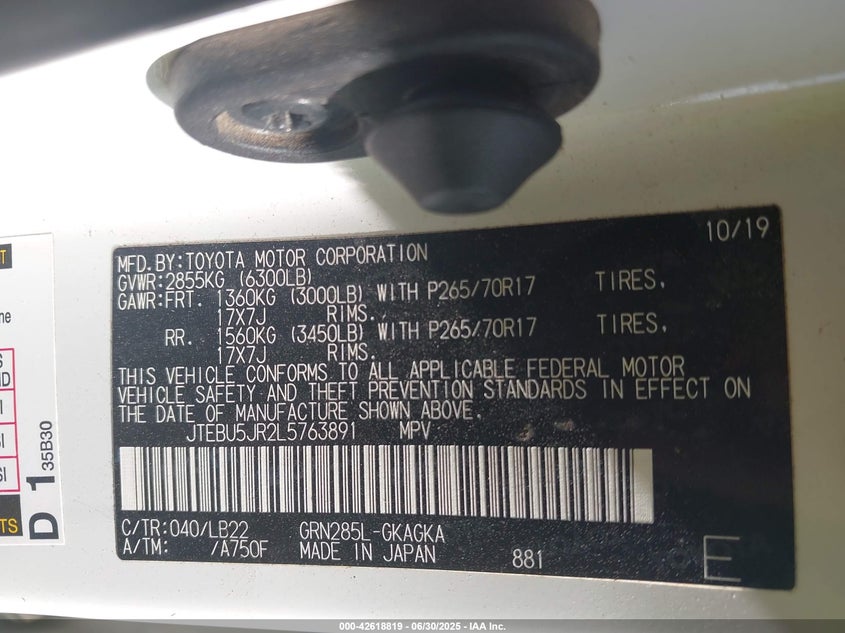 10/19
MFD.BY:TOYOTA MOTOR CORPORATION
GVWR:2855KG (6300LB)
GAWR:FRT. 1360KG (3000LB) WITH P265/70R17 TIRES,
17X7J RIMS.
RR. 1560KG (3450LB) WITH P265/70R17 TIRES,
17X7J RIMS.
THIS VEHICLE CONFORMS TO ALL APPLICABLE FEDERAL MOTOR
VEHICLE SAFETY AND THEFT PREVENTION STANDARDS IN EFFECT ON
THE DATE OF MANUFACTURE SHOWN ABOVE.
JTEBU5JR2L5763891 MPV
C/TR:040/LB22 GRN285L-GKAGKA
A/TM: /A750F MADE IN JAPAN 881
E
D 1 35B30
000-42618819 - 06/30/2025 - IAA Inc.